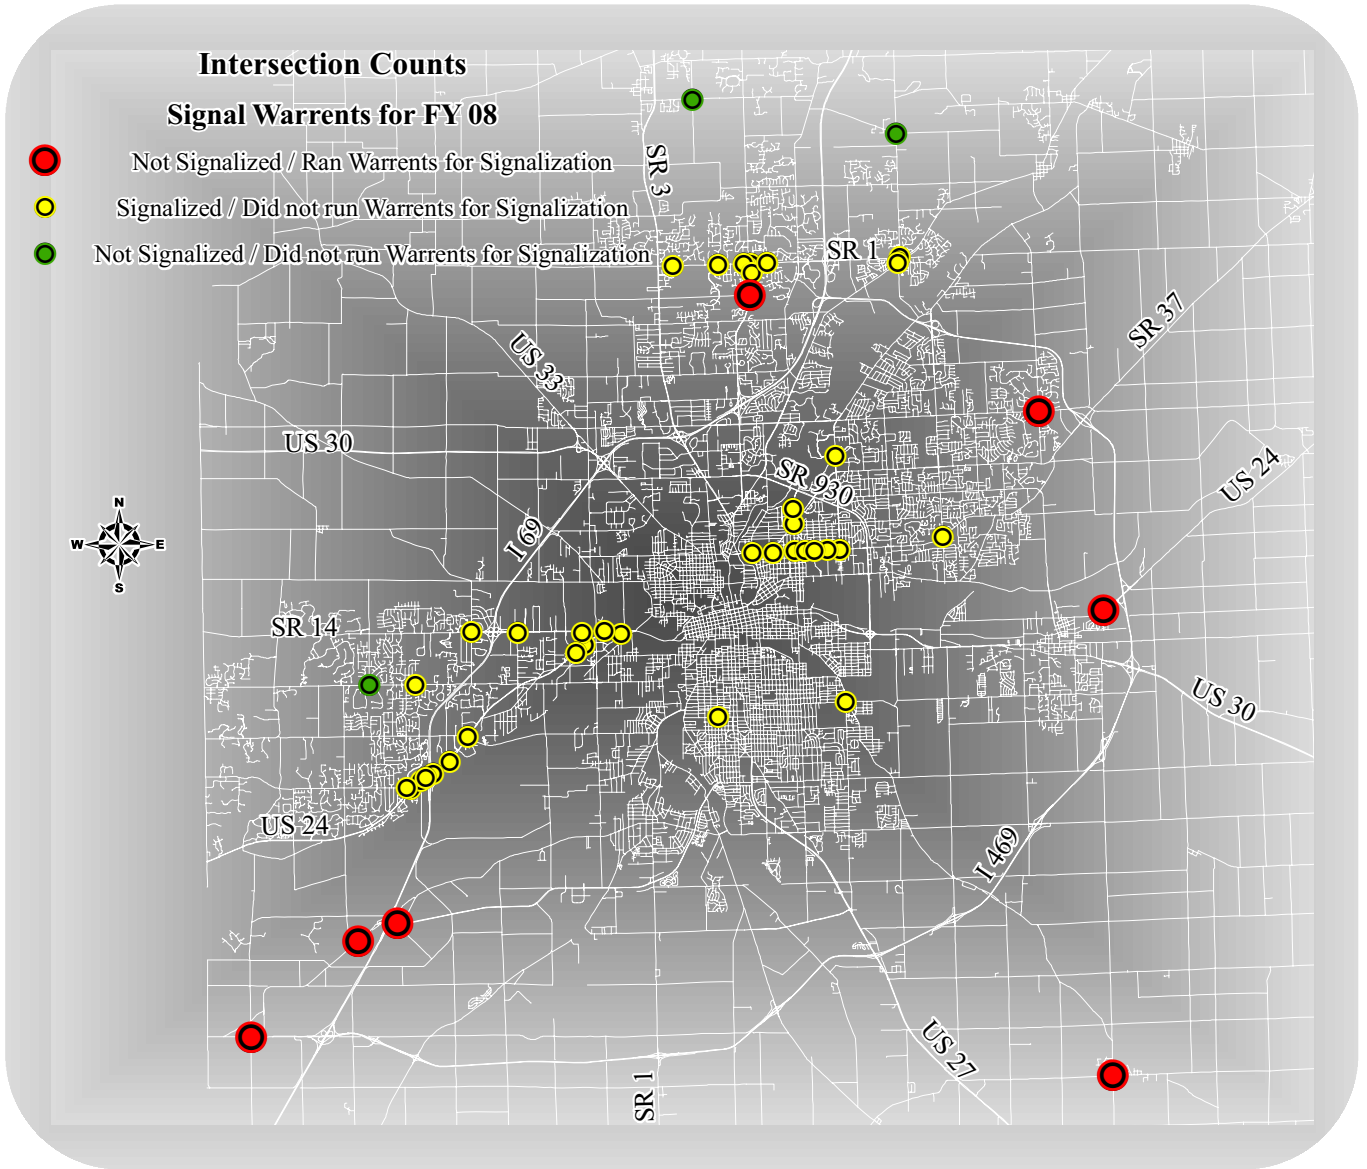 Intersection Counts
Signal Warrents for FY 08
Not Signalized / Ran Warrents for Signalization
Signalized / Did not run Warrents for Signalization
Not Signalized / Did not run Warrents for Signalization
SR 3
SR 1
SR 37
US 33
US 30
US 24
SR 930
I 69
N
W E
S
SR 14
US 30
US 24
I 469
US 27
SR 1